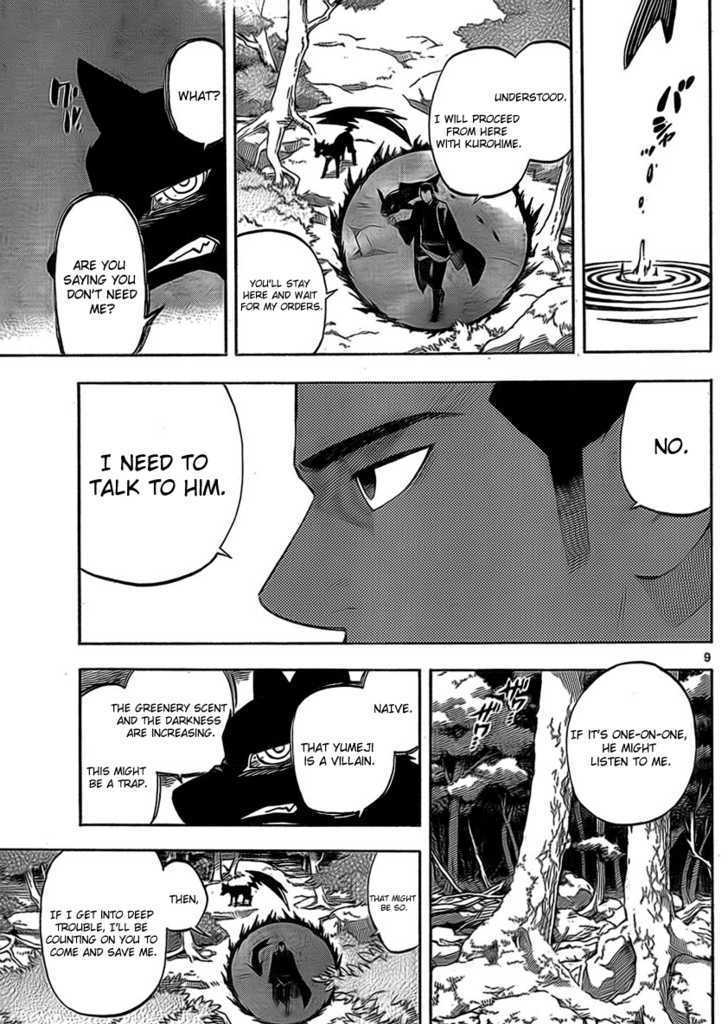 バ
シャ
UNDERSTOOD.
I WILL PROCEED
FROM HERE
WITH KUROHIME.
YOU'LL STAY
HERE AND WAIT
FOR MY ORDERS.
WHAT?
ARE YOU
SAYING YOU
DON'T NEED
ME?
NO.
I NEED TO
TALK TO HIM.
9
IF IT'S ONE-ON-ONE,
HE MIGHT
LISTEN TO ME.
NAIVE.
THAT YUMEJI
IS A VILLAIN.
THE GREENERY SCENT
AND THE DARKNESS
ARE INCREASING.
THIS MIGHT
BE A TRAP.
THAT MIGHT
BE SO.
THEN,
IF I GET INTO DEEP
TROUBLE, I'LL BE
COUNTING ON YOU TO
COME AND SAVE ME.